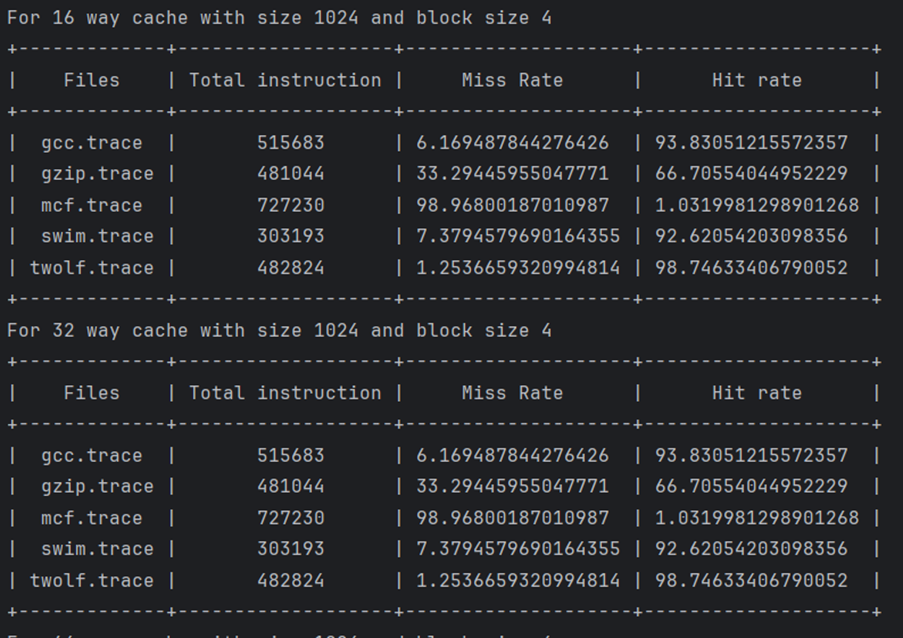 For 16 way cache with size 1024 and block size 4
+-------------+-------------------+--------------------+--------------------+
|    Files    | Total instruction |     Miss Rate      |      Hit rate      |
+-------------+-------------------+--------------------+--------------------+
|  gcc.trace  |       515683      | 6.169487844276426  | 93.83051215572357  |
|  gzip.trace |       481044      | 33.29445955047771  | 66.70554044952229  |
|  mcf.trace  |       727230      | 98.96800187010987  | 1.0319981298901268 |
|  swim.trace |       303193      | 7.3794579690164355 | 92.62054203098356  |
| twolf.trace |       482824      | 1.2536659320994814 | 98.74633406790052  |
+-------------+-------------------+--------------------+--------------------+
For 32 way cache with size 1024 and block size 4
+-------------+-------------------+--------------------+--------------------+
|    Files    | Total instruction |     Miss Rate      |      Hit rate      |
+-------------+-------------------+--------------------+--------------------+
|  gcc.trace  |       515683      | 6.169487844276426  | 93.83051215572357  |
|  gzip.trace |       481044      | 33.29445955047771  | 66.70554044952229  |
|  mcf.trace  |       727230      | 98.96800187010987  | 1.0319981298901268 |
|  swim.trace |       303193      | 7.3794579690164355 | 92.62054203098356  |
| twolf.trace |       482824      | 1.2536659320994814 | 98.74633406790052  |
+-------------+-------------------+--------------------+--------------------+